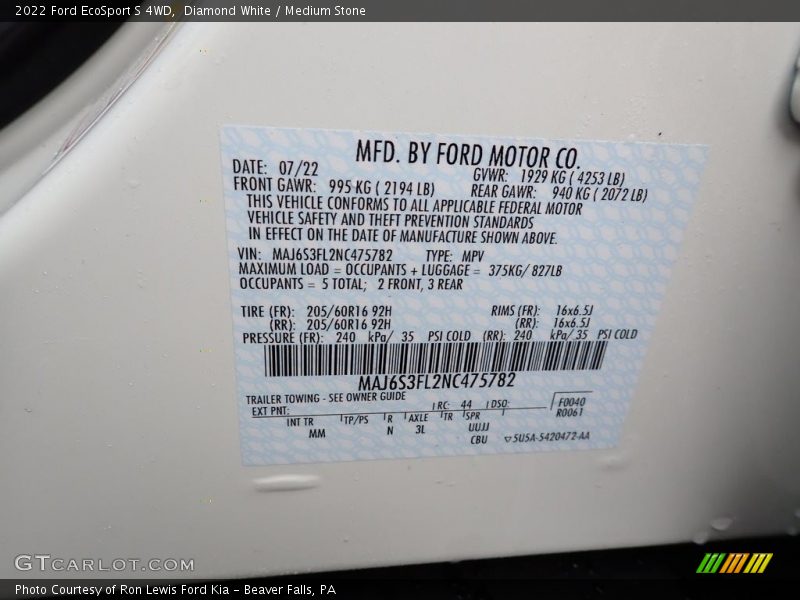 2022 Ford EcoSport S 4WD, Diamond White / Medium Stone
MFD. BY FORD MOTOR CO.
DATE: 07/22 GVWR: 1929 KG ( 4253 LB)
FRONT GAWR: 995 KG ( 2194 LB) REAR GAWR: 940 KG ( 2072 LB)
THIS VEHICLE CONFORMS TO ALL APPLICABLE FEDERAL MOTOR
VEHICLE SAFETY AND THEFT PREVENTION STANDARDS
IN EFFECT ON THE DATE OF MANUFACTURE SHOWN ABOVE.
VIN: MAJ6S3FL2NC475782 TYPE: MPV
MAXIMUM LOAD = OCCUPANTS + LUGGAGE = 375KG/ 827LB
OCCUPANTS = 5 TOTAL; 2 FRONT, 3 REAR
TIRE (FR): 205/60R16 92H RIMS (FR): 16x6.5J
(RR): 205/60R16 92H (RR): 16x6.5J
PRESSURE (FR): 240 kPa/ 35 PSI COLD (RR): 240 kPa/ 35 PSI COLD
MAJ6S3FL2NC475782
TRAILER TOWING - SEE OWNER GUIDE
EXT PNT: RC: 44 DSO: F0040
R0061
INT TR TP/PS R AXLE TR SPR
MM N 3L UUJJ
CBU 5U5A-5420472-AA
GTCARLOT.COM
Photo Courtesy of Ron Lewis Ford Kia - Beaver Falls, PA